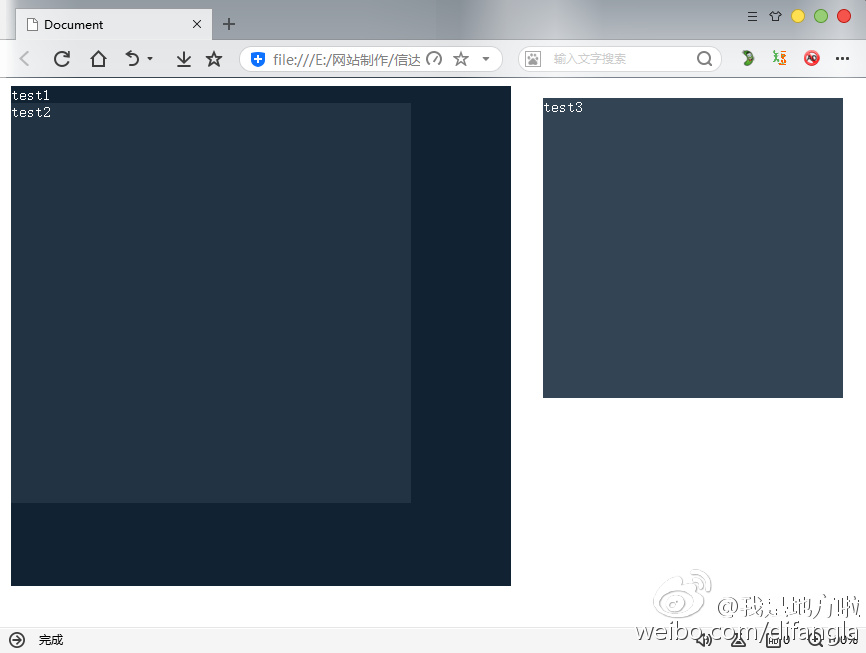 Document
file:///E:/网站制作/信达
输入文字搜索
test1
test2
test3
@我是地方啦
weibo.com/difangla
完成